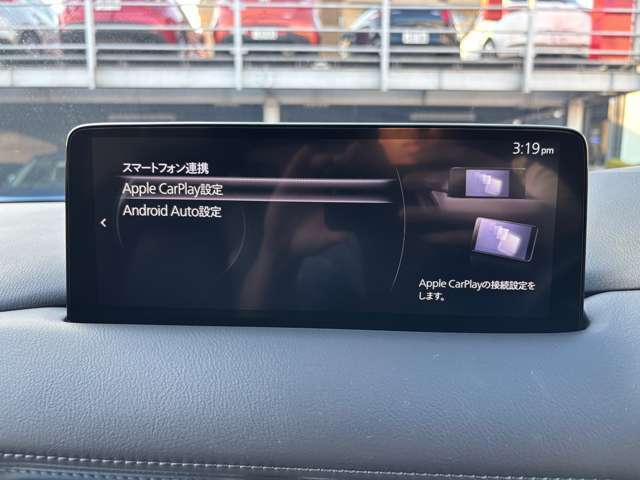 3:19pm
スマートフォン連携
Apple CarPlay設定
Android Auto設定
Apple CarPlayの接続設定を
します。